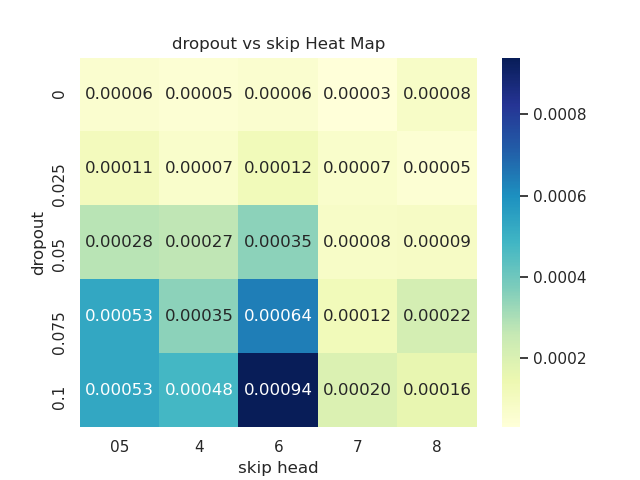 dropout vs skip Heat Map
0 0.00006 0.00005 0.00006 0.00003 0.00008
0.025 0.00011 0.00007 0.00012 0.00007 0.00005
0.05 0.00028 0.00027 0.00035 0.00008 0.00009
0.075 0.00053 0.00035 0.00064 0.00012 0.00022
0.1 0.00053 0.00048 0.00094 0.00020 0.00016
dropout
05 4 6 7 8
skip head
0.0008
0.0006
0.0004
0.0002